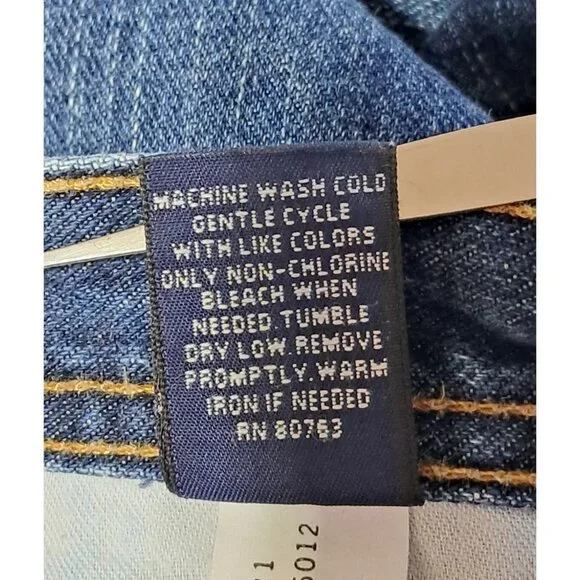 MACHINE WASH COLD
GENTLE CYCLE
WITH LIKE COLORS
ONLY NON-CHLORINE
BLEACH WHEN
NEEDED.TUMBLE
DRY LOW.REMOVE
PROMPTLY.WARM
IRON IF NEEDED
RN 80763